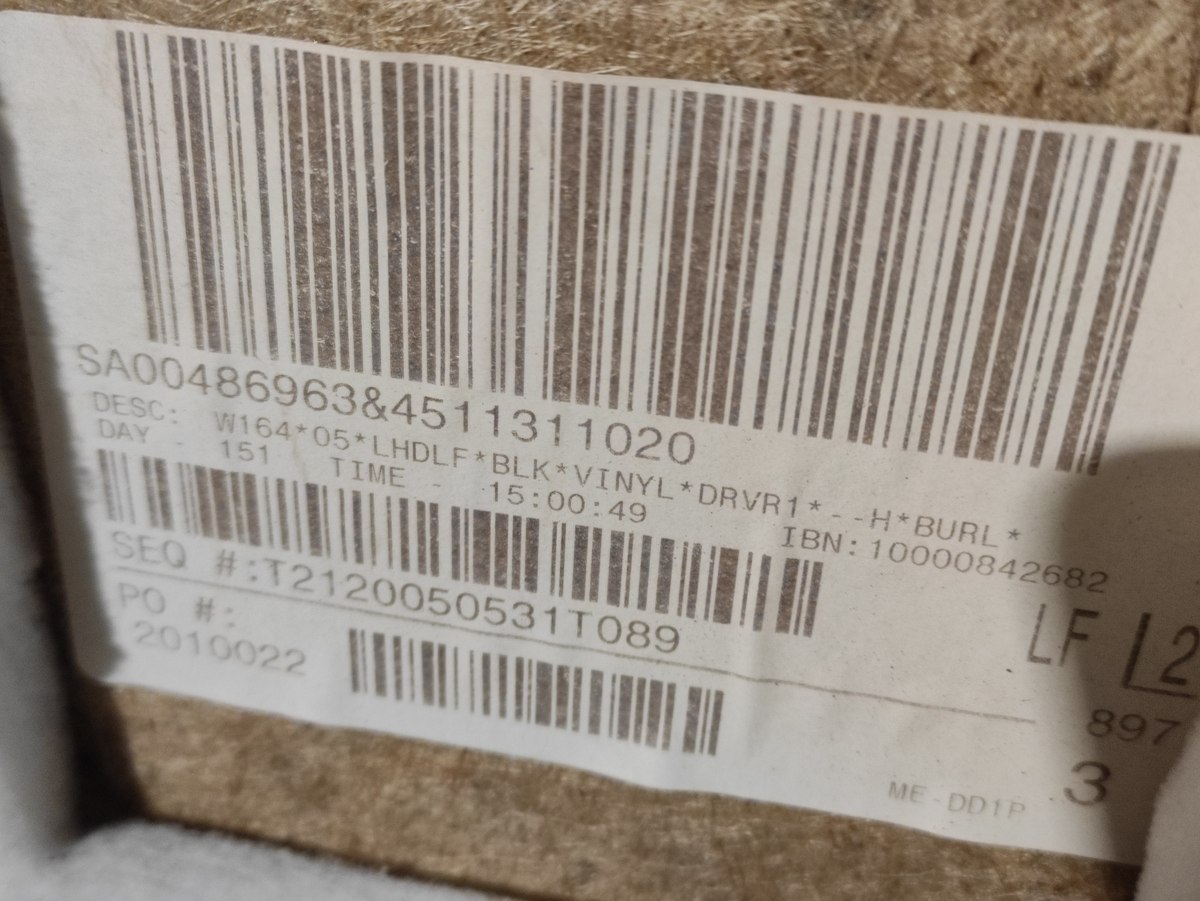 SA00486963&4511311020
DESC: W164*05*LHDLF*BLK*VINYL*DRVR1*--H*BURL*
DAY - 151 TIME - 15:00:49 IBN:10000842682
SEQ #:T2120050531T089
LF L2
PO #:
2010022
897
3
ME-DD1P